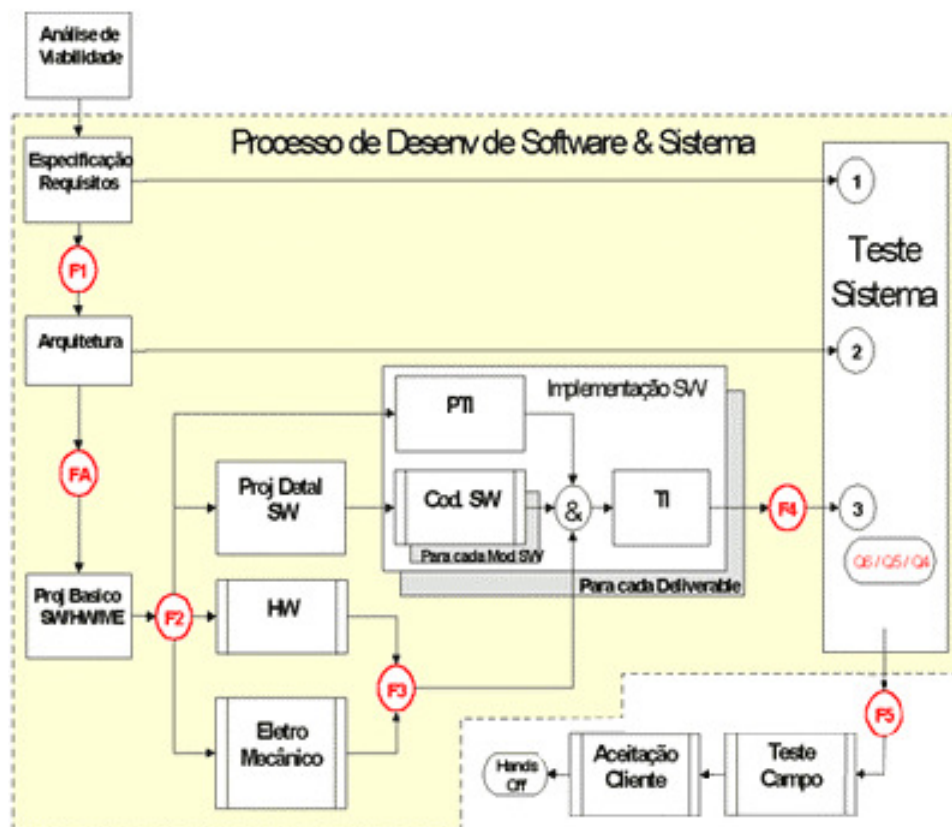 Análise de
Viabilidade
Processo de Desenv de Software & Sistema
Especificação
Requísitos
1
Teste
Sistema
F1
Arquitetura
2
Implementação SW
PTI
FA
Proj Detal
SW
Cod. SW
&
TI
F4
3
Para cada Mod SW
Q6 / Q5 / Q4
Para cada Deliverable
Proj Basico
SW/HW/ME
F2
HW
F3
Eletro
Mecânico
F5
Hands
Off
Aceitação
Cliente
Teste
Campo